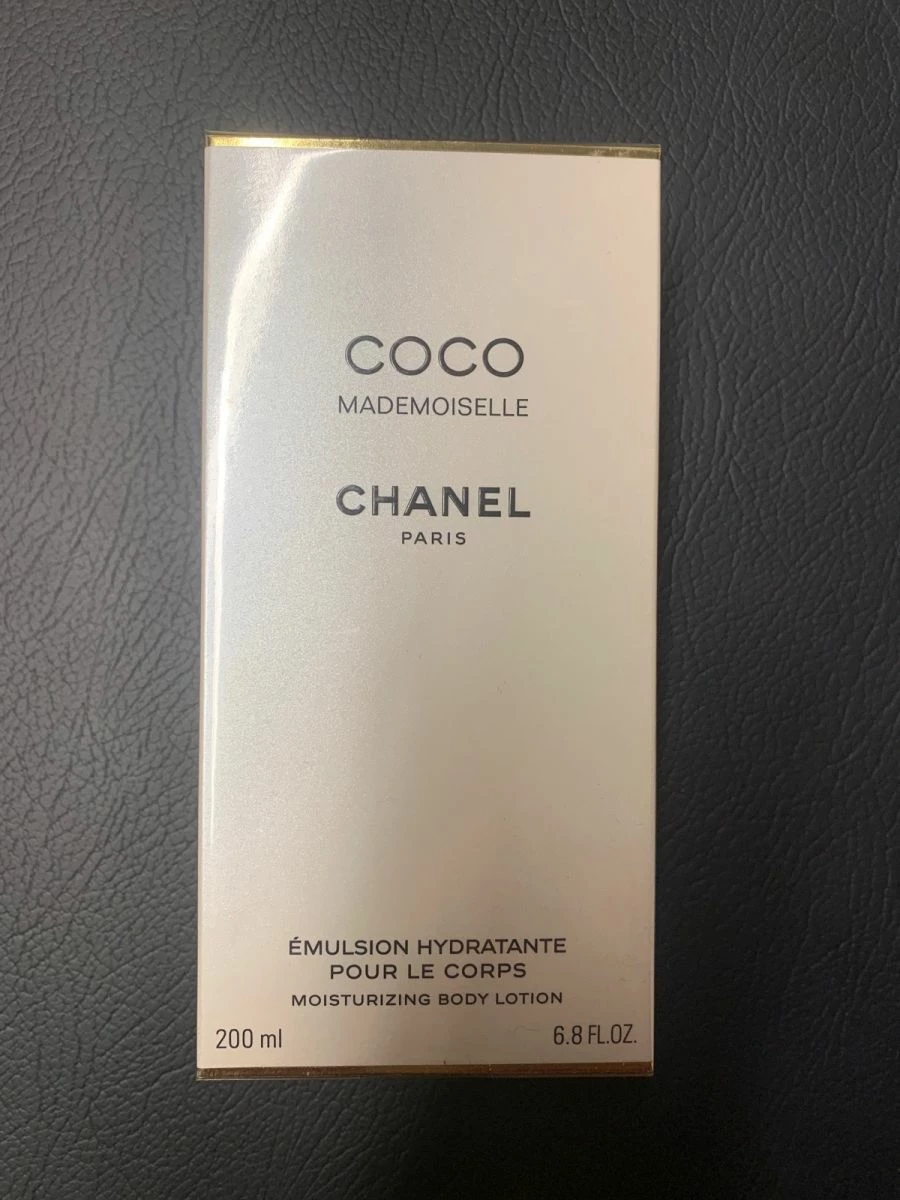 COCO
MADEMOISELLE
CHANEL
PARIS
ÉMULSION HYDRATANTE
POUR LE CORPS
MOISTURIZING BODY LOTION
200 ml 6.8 FL.OZ.